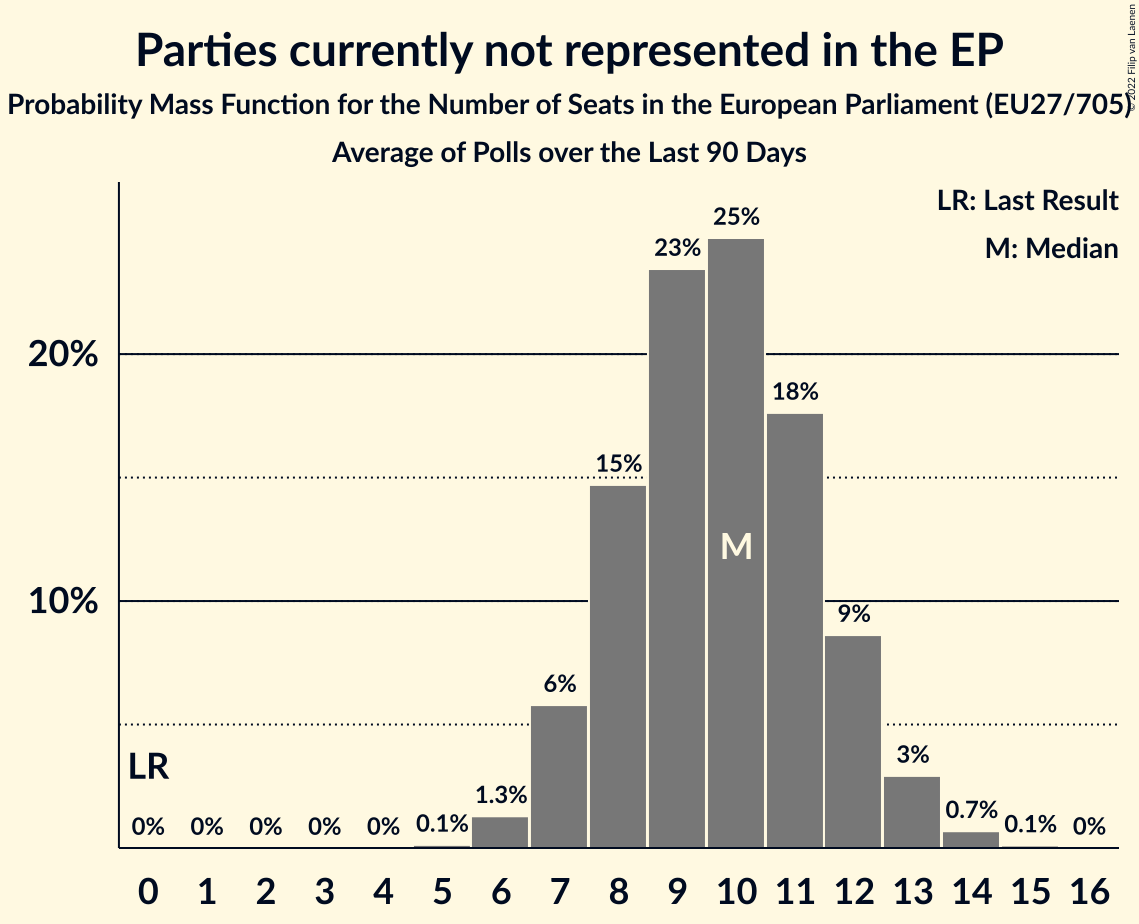 Parties currently not represented in the EP
Probability Mass Function for the Number of Seats in the European Parliament (EU27/705)
Average of Polls over the Last 90 Days
© 2022 Filip van Laenen
LR: Last Result
M: Median
25%
23%
20%
18%
15%
M
10%
9%
6%
3%
LR
1.3%
0% 0% 0% 0% 0% 0.1% 0.7% 0.1% 0%
0 1 2 3 4 5 6 7 8 9 10 11 12 13 14 15 16